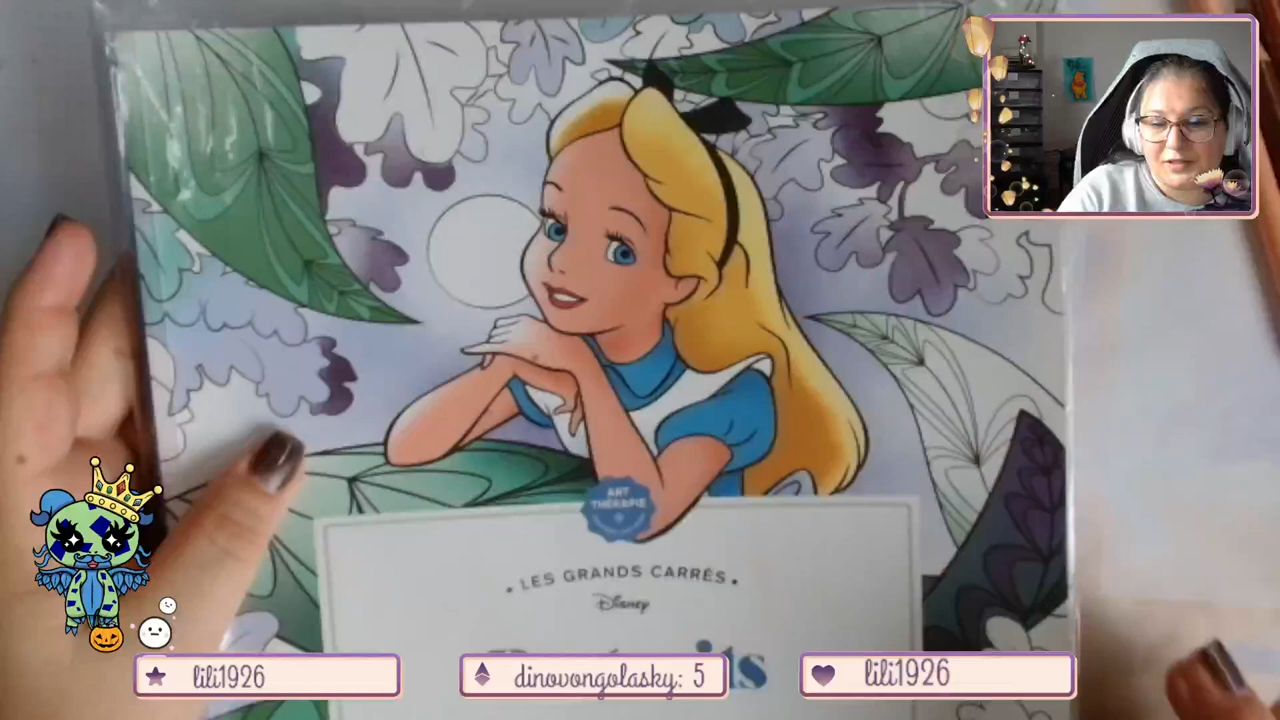 ART
THÉRAPIE
LES GRANDS CARRÉS
Disney
lili1926
dinovongolasky: 5
lili1926